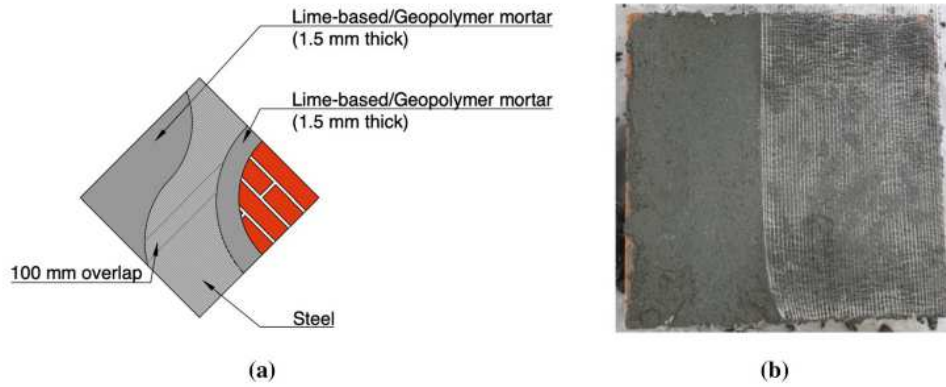 Lime-based/Geopolymer mortar
(1.5 mm thick)
Lime-based/Geopolymer mortar
(1.5 mm thick)
100 mm overlap
Steel
(a)
(b)